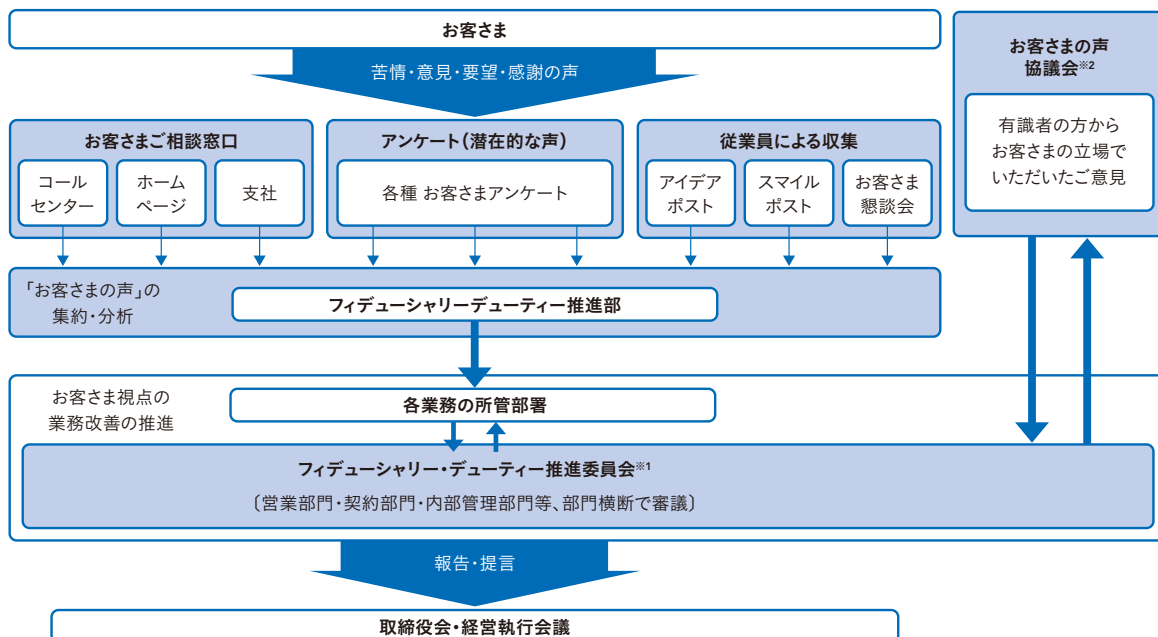 お客さま
苦情・意見・要望・感謝の声
お客さまの声
協議会※2
有識者の方から
お客さまの立場で
いただいたご意見
お客さまご相談窓口
コール
センター
ホーム
ページ
支社
アンケート(潜在的な声)
各種 お客さまアンケート
従業員による収集
アイデア
ポスト
スマイル
ポスト
お客さま
懇談会
「お客さまの声」の
集約・分析
フィデューシャリーデューティー推進部
お客さま視点の
業務改善の推進
各業務の所管部署
フィデューシャリー・デューティー推進委員会※1
〔営業部門・契約部門・内部管理部門等、部門横断で審議〕
報告・提言
取締役会・経営執行会議